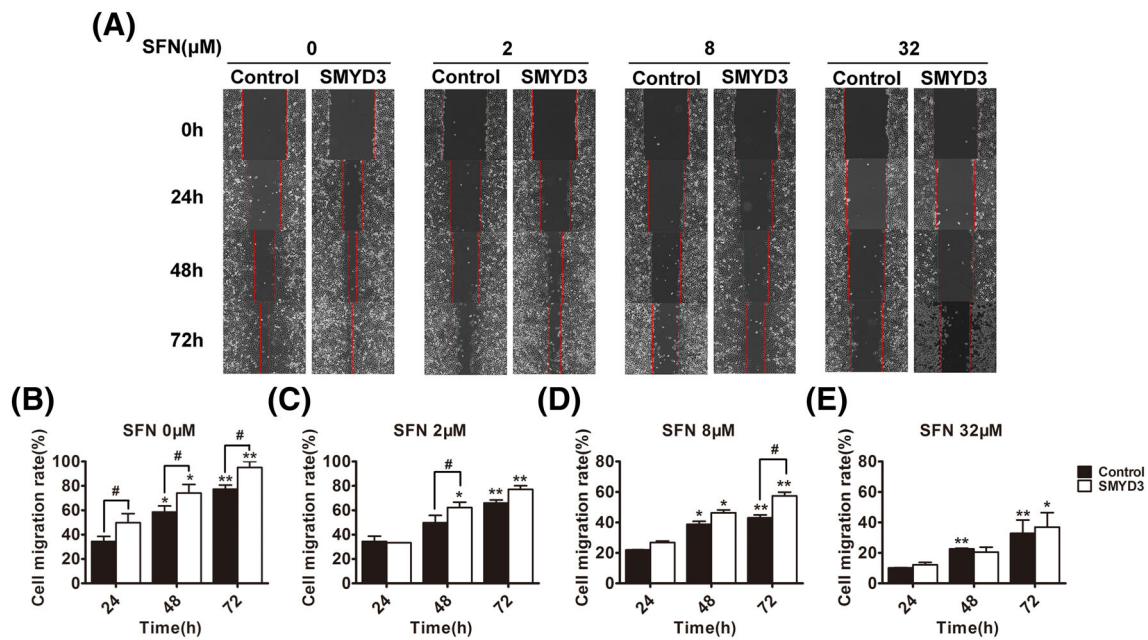 (A)
SFN(μM) 0 2 8 32
Control SMYD3 Control SMYD3 Control SMYD3 Control SMYD3
0h
24h
48h
72h
(B) (C) (D) (E)
SFN 0μM
Cell migration rate(%)
100
80
60
40
20
0
# # #
* * ** **
24 48 72
Time(h)
SFN 2μM
Cell migration rate(%)
100
80
60
40
20
0
#
* ** **
24 48 72
Time(h)
SFN 8μM
Cell migration rate(%)
80
60
40
20
0
#
* * ** **
24 48 72
Time(h)
SFN 32μM
Cell migration rate(%)
80
60
40
20
0
** ** *
24 48 72
Time(h)
Control
SMYD3